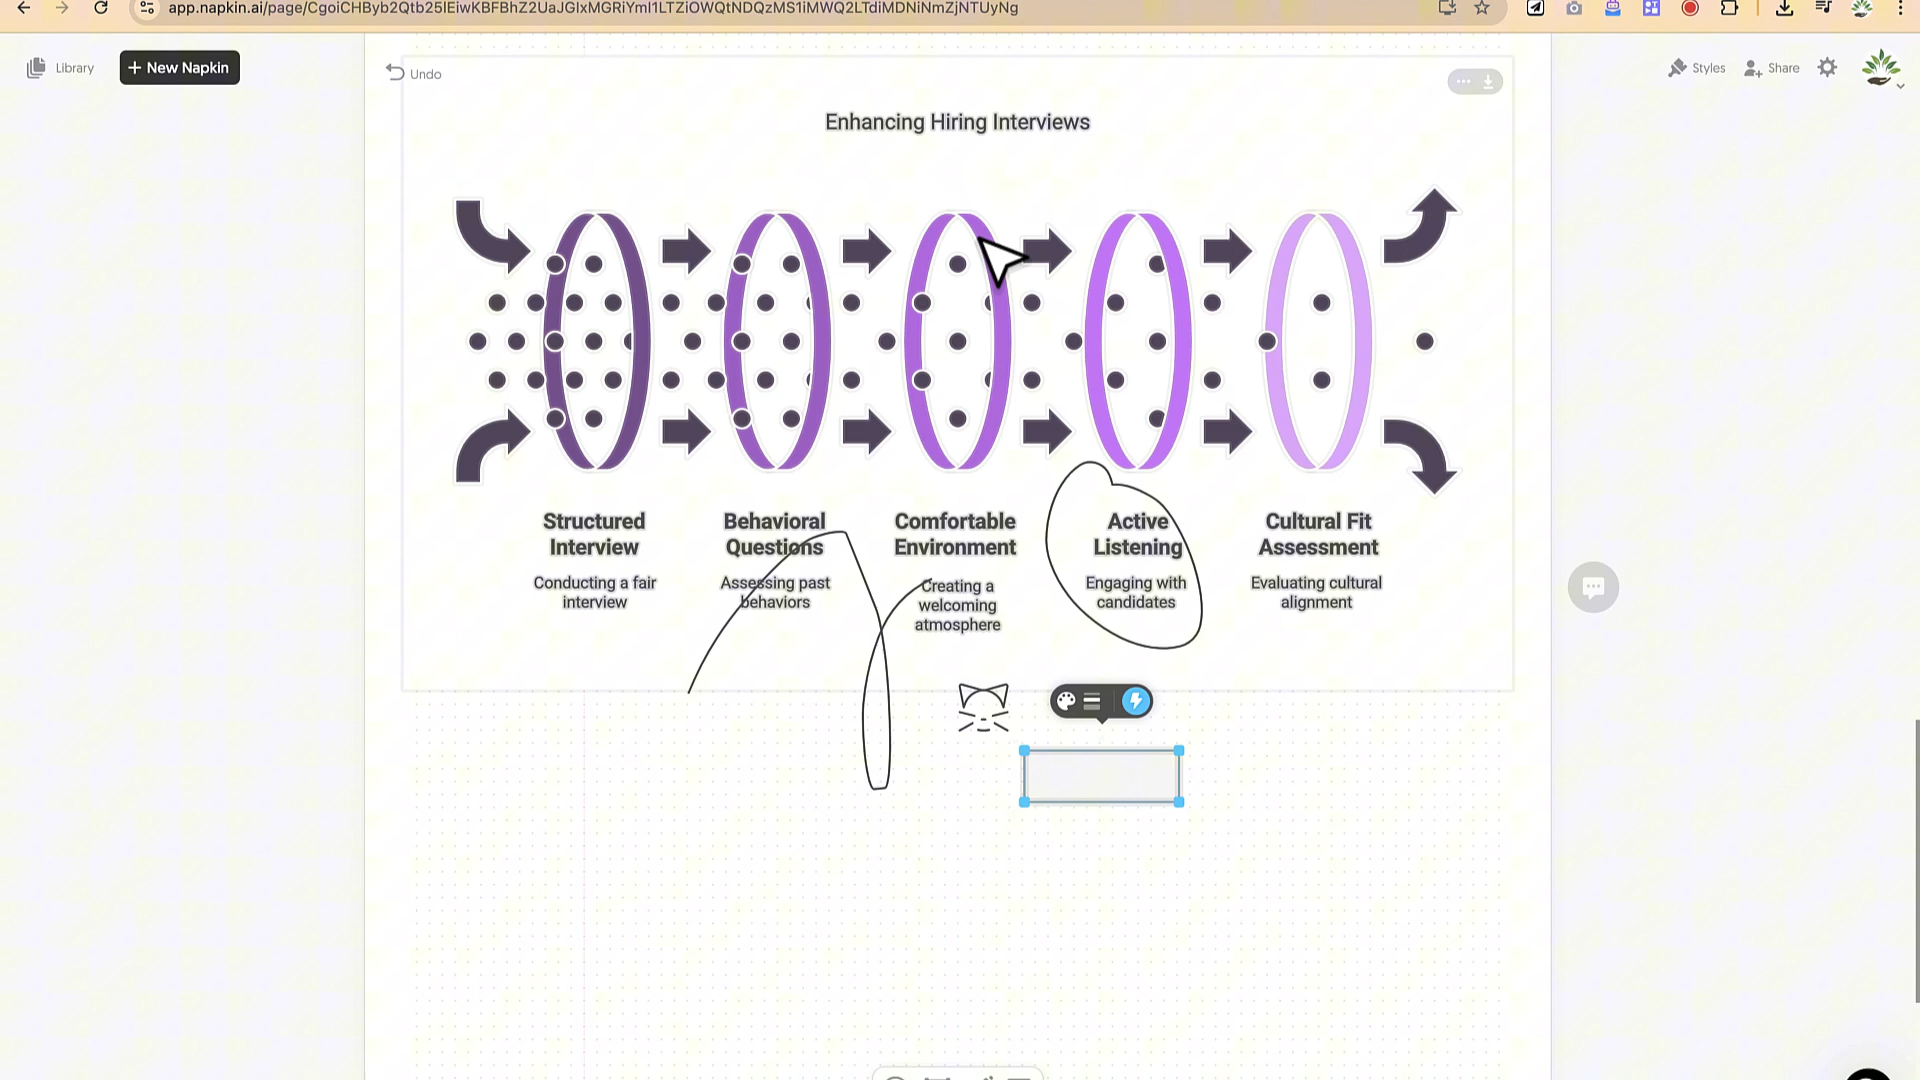 app.napkin.ai/page/CgoiCHByb2Qtb25lEiwKBFBhZ2UaJGIxMGRiYmI1LTZiOWQtNDQzMS1iMWQ2LTdiMDNiNmZjNTUyNg
Library
+ New Napkin
Undo
Styles
Share
Enhancing Hiring Interviews
Structured
Interview
Conducting a fair
interview
Behavioral
Questions
Assessing past
behaviors
Comfortable
Environment
Creating a
welcoming
atmosphere
Active
Listening
Engaging with
candidates
Cultural Fit
Assessment
Evaluating cultural
alignment